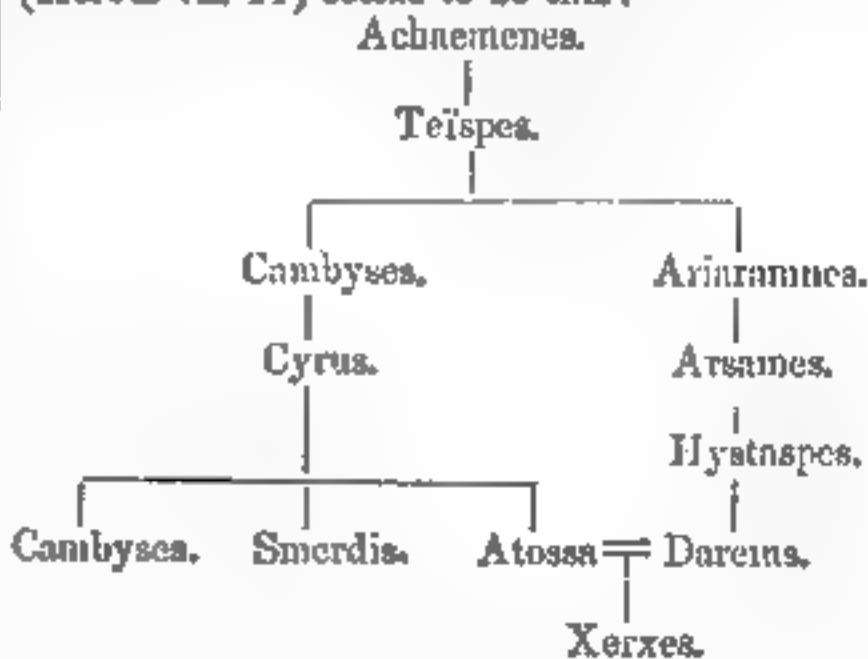 Achaemenes.
Teïspes.
Cambyses. Ariaramnes.
Cyrus. Arsames.
Hystaspes.
Cambyses. Smerdis. Atossa = Dareius.
Xerxes.